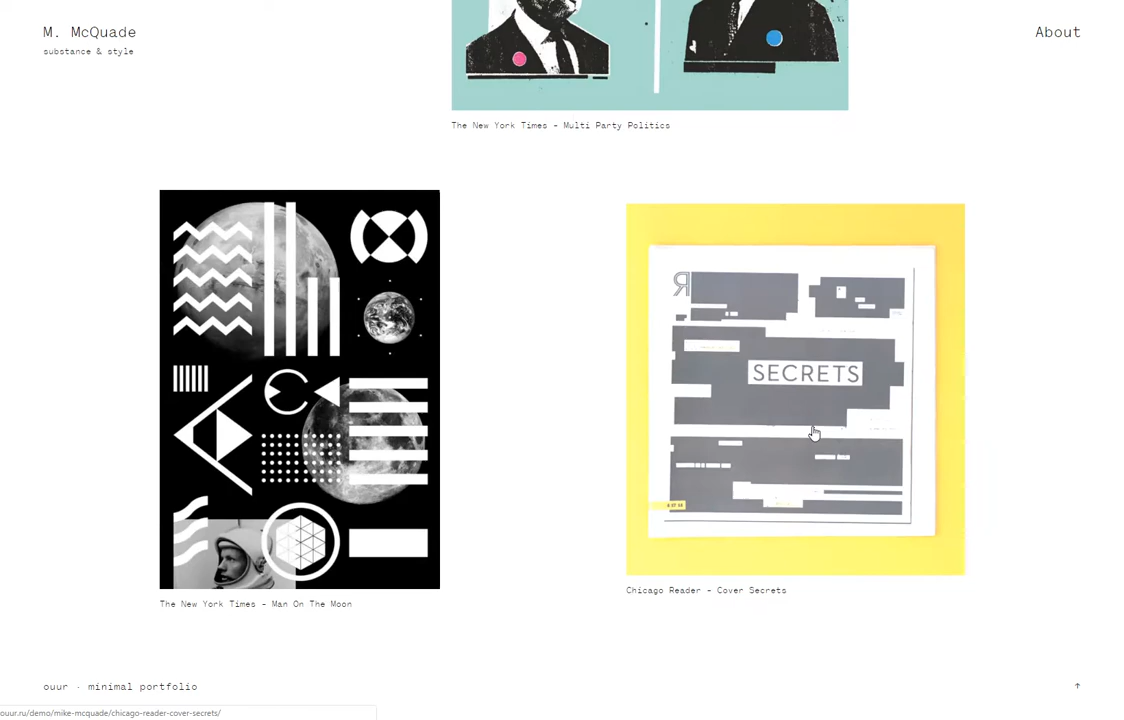 M. McQuade
substance & style
About
The New York Times - Multi Party Politics
SECRETS
The New York Times - Man On The Moon
Chicago Reader - Cover Secrets
ouur · minimal portfolio
↑
ouur.ru/demo/mike-mcquade/chicago-reader-cover-secrets/